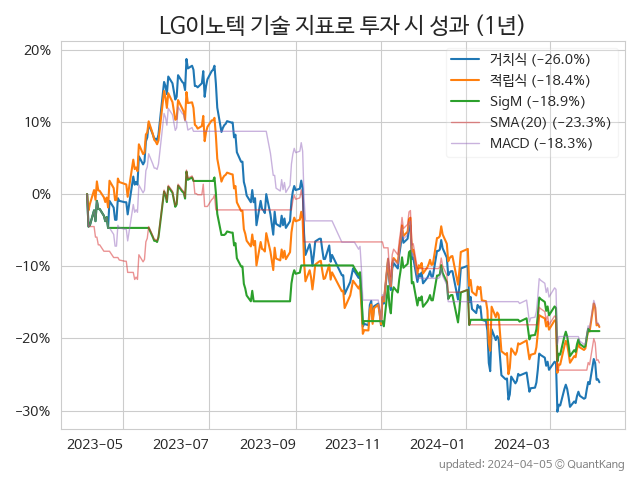 LG이노텍 기술 지표로 투자 시 성과 (1년)
20%
10%
0%
−10%
−20%
−30%
거치식 (−26.0%)
적립식 (−18.4%)
SigM (−18.9%)
SMA(20) (−23.3%)
MACD (−18.3%)
2023-05 2023-07 2023-09 2023-11 2024-01 2024-03
updated: 2024-04-05 © QuantKang